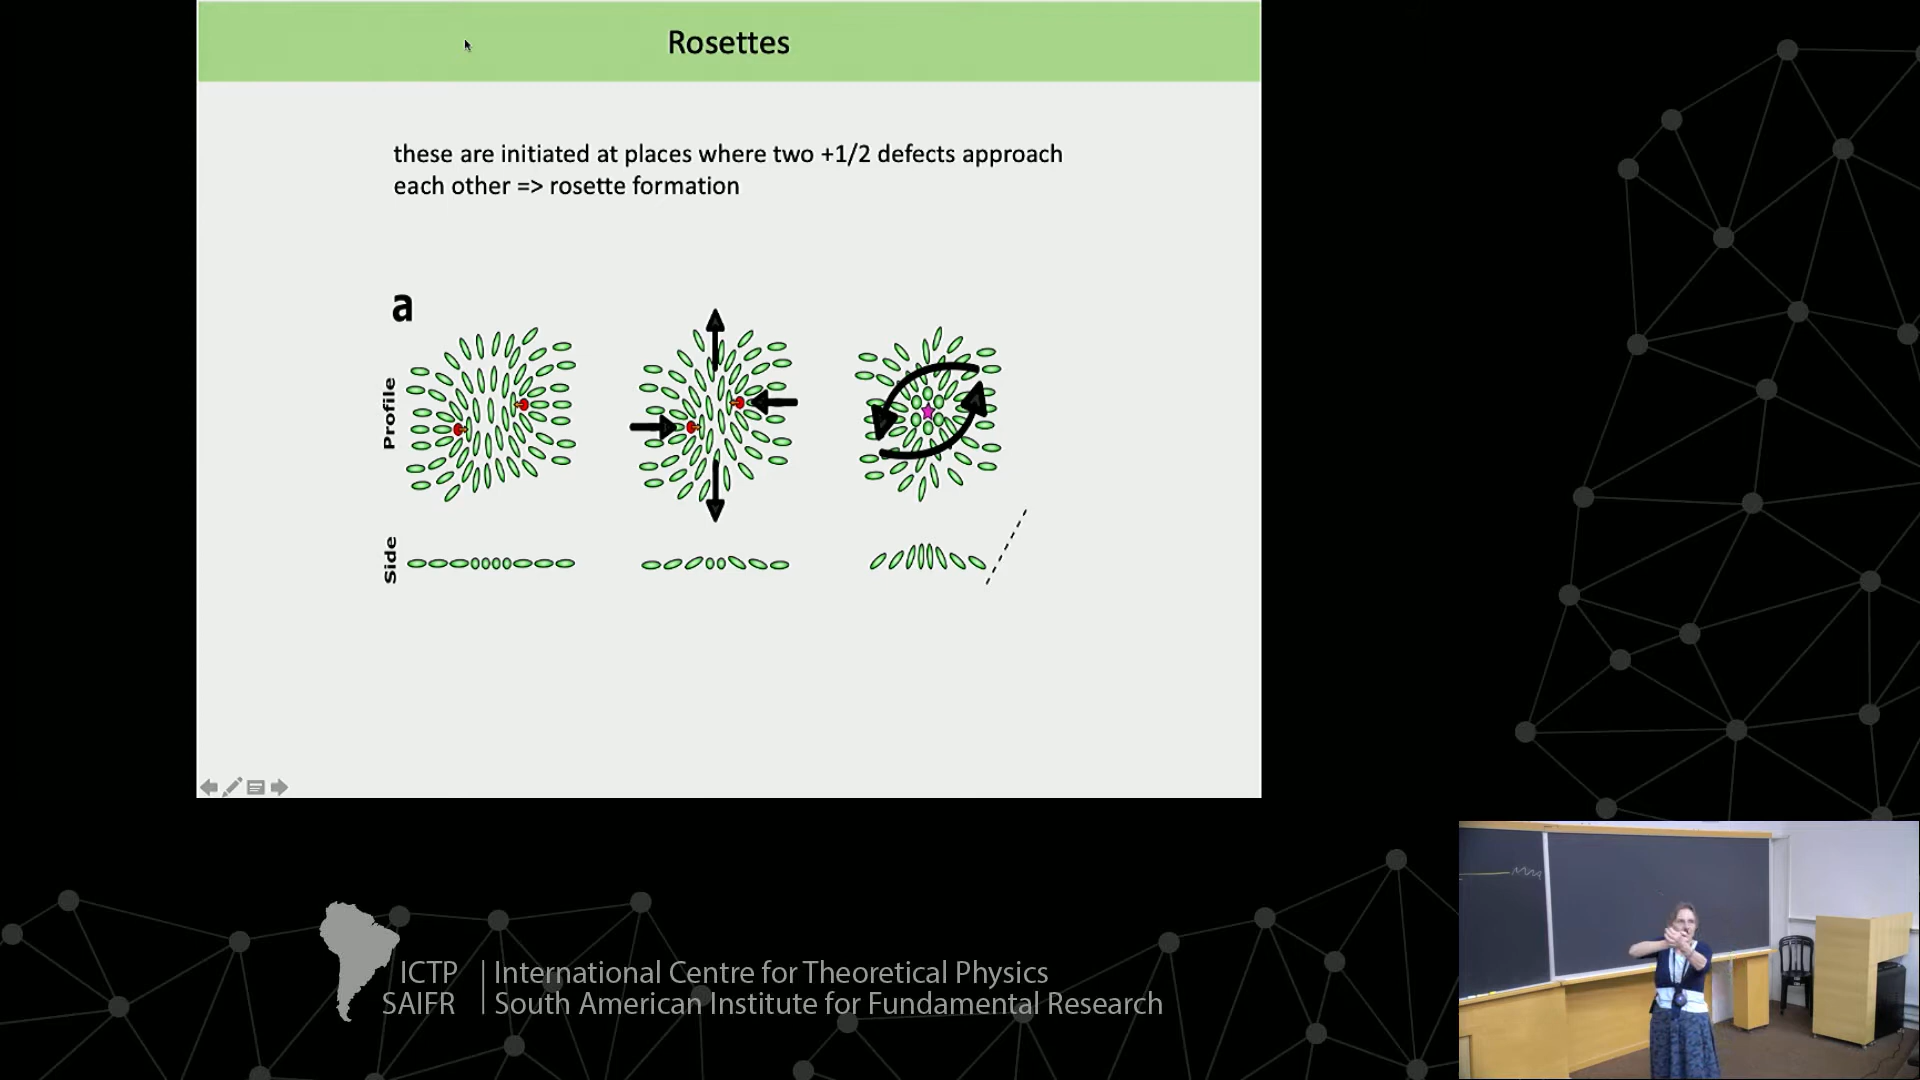 Rosettes
these are initiated at places where two +1/2 defects approach
each other => rosette formation
a
Profile
Side
ICTP | International Centre for Theoretical Physics
SAIFR | South American Institute for Fundamental Research